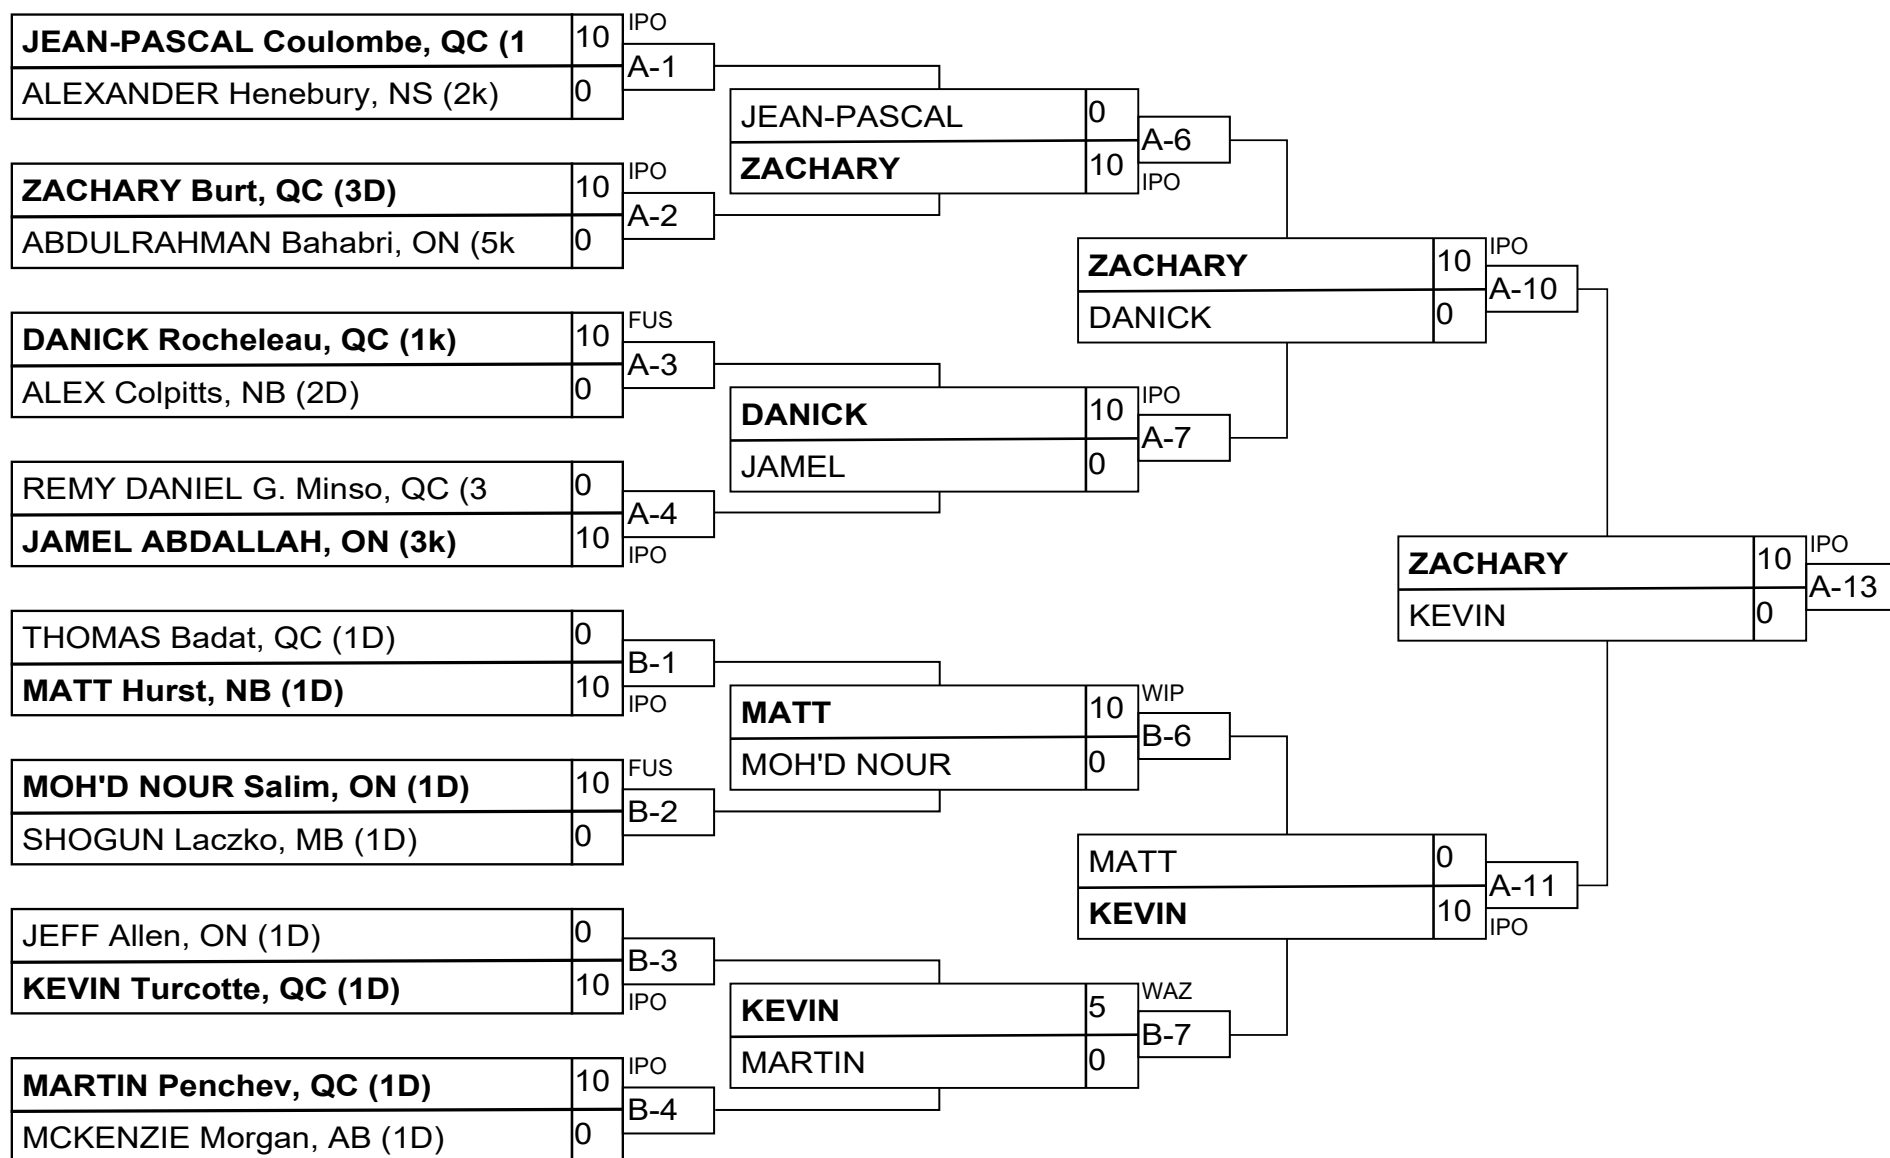 JEAN-PASCAL Coulombe, QC (1 10 IPO
A-1
ALEXANDER Henebury, NS (2k) 0
ZACHARY Burt, QC (3D) 10 IPO
A-2
ABDULRAHMAN Bahabri, ON (5k 0
DANICK Rocheleau, QC (1k) 10 FUS
A-3
ALEX Colpitts, NB (2D) 0
REMY DANIEL G. Minso, QC (3 0
A-4
JAMEL ABDALLAH, ON (3k) 10 IPO
THOMAS Badat, QC (1D) 0
B-1
MATT Hurst, NB (1D) 10 IPO
MOH'D NOUR Salim, ON (1D) 10 FUS
B-2
SHOGUN Laczko, MB (1D) 0
JEFF Allen, ON (1D) 0
B-3
KEVIN Turcotte, QC (1D) 10 IPO
MARTIN Penchev, QC (1D) 10 IPO
B-4
MCKENZIE Morgan, AB (1D) 0
JEAN-PASCAL 0
A-6
ZACHARY 10 IPO
DANICK 10 IPO
A-7
JAMEL 0
MATT 10 WIP
B-6
MOH'D NOUR 0
KEVIN 5 WAZ
B-7
MARTIN 0
ZACHARY 10 IPO
A-10
DANICK 0
MATT 0
A-11
KEVIN 10 IPO
ZACHARY 10 IPO
A-13
KEVIN 0